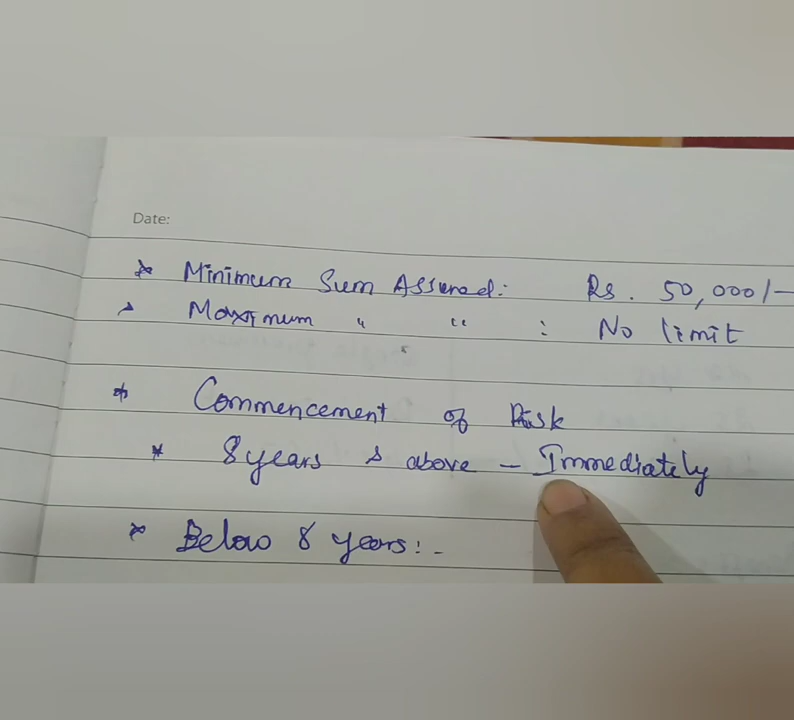 Date:
* Minimum Sum Assured: Rs. 50,000/-
* Maximum " " : No limit
* Commencement of Risk
* 8 years & above - Immediately
* Below 8 years:-